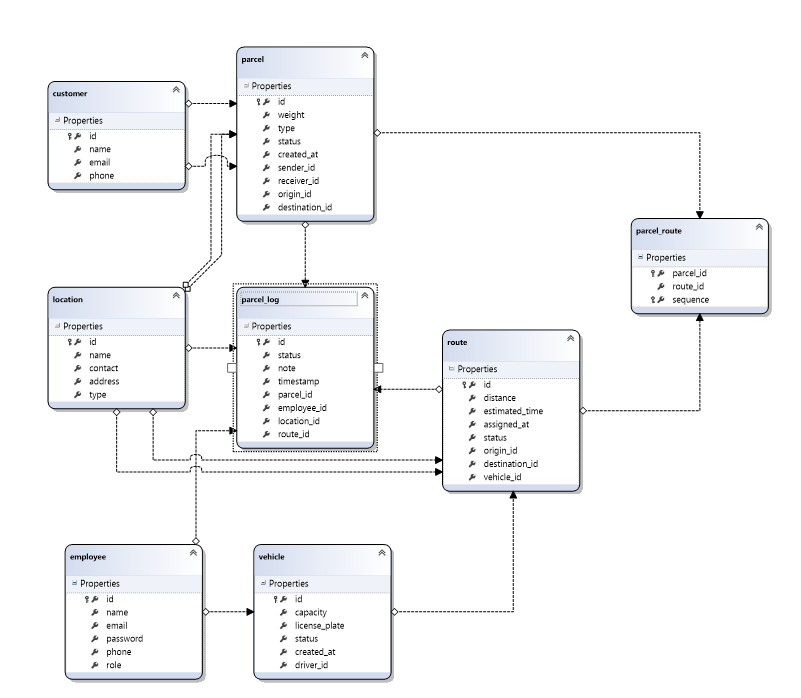 parcel
Properties
id
weight
type
status
created_at
sender_id
receiver_id
origin_id
destination_id
customer
Properties
id
name
email
phone
parcel_route
Properties
parcel_id
route_id
sequence
location
Properties
id
name
contact
address
type
parcel_log
Properties
id
status
note
timestamp
parcel_id
employee_id
location_id
route_id
route
Properties
id
distance
estimated_time
assigned_at
status
origin_id
destination_id
vehicle_id
employee
Properties
id
name
email
password
phone
role
vehicle
Properties
id
capacity
license_plate
status
created_at
driver_id